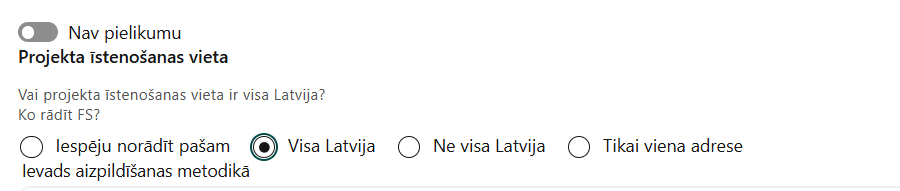 Nav pielikumu
Projekta īstenošanas vieta
Vai projekta īstenošanas vieta ir visa Latvija?
Ko rādīt FS?
Iespēju norādīt pašam Visa Latvija Ne visa Latvija Tikai viena adrese
Ievads aizpildīšanas metodikā